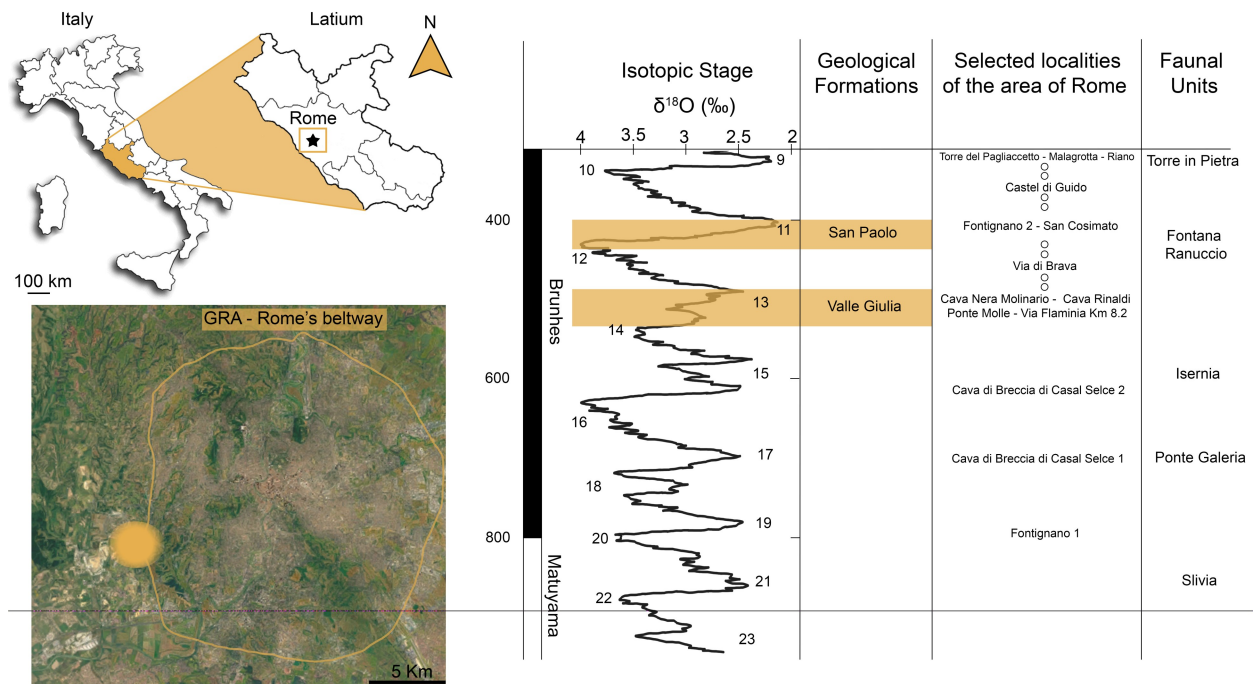 Italy
Latium
N
Rome
100 km
GRA - Rome's beltway
5 Km
Isotopic Stage
δ18O (‰)
4 3.5 3 2.5 2
Geological
Formations
Selected localities
of the area of Rome
Faunal
Units
400
600
800
Brunhes
Matuyama
9
10
11
12
13
14
15
16
17
18
19
20
21
22
23
San Paolo
Valle Giulia
Torre del Pagliaccetto - Malagrotta - Riano
Castel di Guido
Fontignano 2 - San Cosimato
Via di Brava
Cava Nera Molinario - Cava Rinaldi
Ponte Molle - Via Flaminia Km 8.2
Cava di Breccia di Casal Selce 2
Cava di Breccia di Casal Selce 1
Fontignano 1
Torre in Pietra
Fontana
Ranuccio
Isernia
Ponte Galeria
Slivia